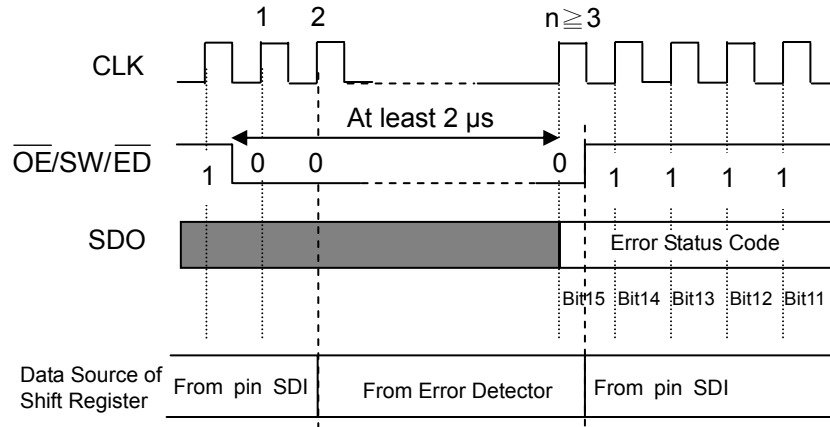 1 2 n≧3
CLK
At least 2 μs
O̅E̅/SW/E̅D̅
1 0 0 0 1 1 1 1
SDO
Error Status Code
Bit15 Bit14 Bit13 Bit12 Bit11
Data Source of
Shift Register
From pin SDI From Error Detector From pin SDI